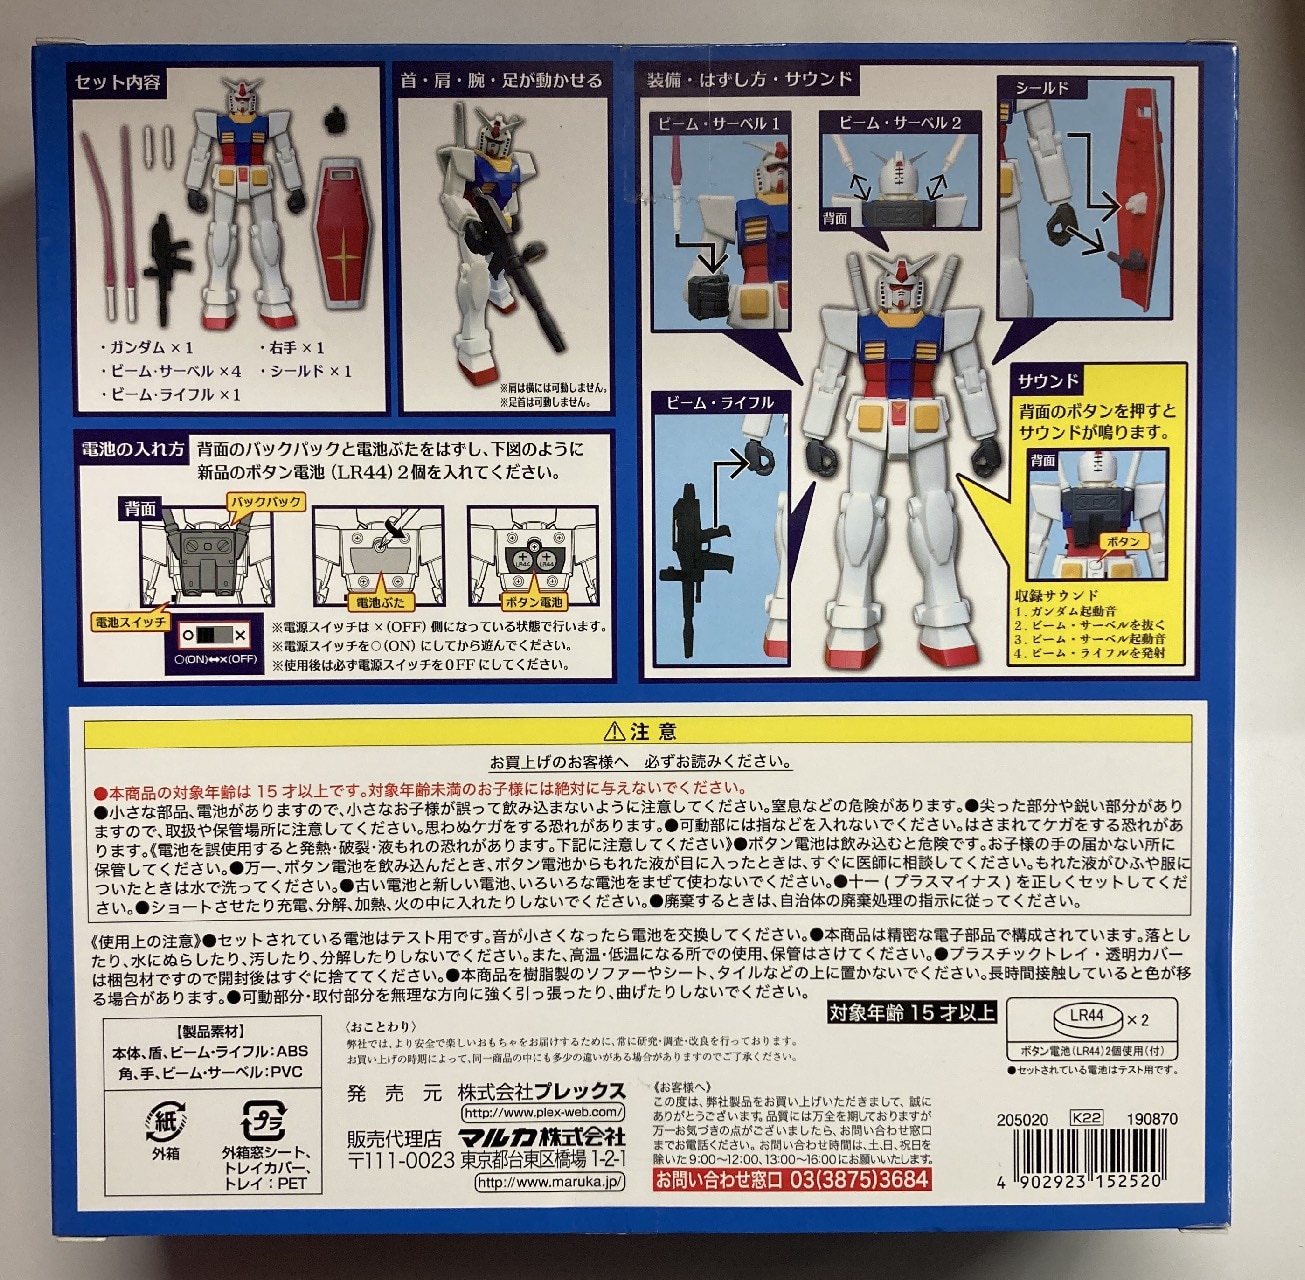 セット内容
・ガンダム×1
・右手×1
・ビーム・サーベル×4
・シールド×1
・ビーム・ライフル×1
首・肩・腕・足が動かせる
※肩は横には可動しません。
※足首は可動しません。
装備・はずし方・サウンド
ビーム・サーベル1
ビーム・サーベル2
背面
シールド
ビーム・ライフル
サウンド
背面のボタンを押すと
サウンドが鳴ります。
背面
ボタン
収録サウンド
1.ガンダム起動音
2.ビーム・サーベルを抜く
3.ビーム・サーベル起動音
4.ビーム・ライフルを発射
電池の入れ方
背面のバックパックと電池ぶたをはずし、下図のように
新品のボタン電池(LR44)2個を入れてください。
背面
バックパック
電池スイッチ
○ ×
○(ON)⇔×(OFF)
電池ぶた
LR44 LR44
ボタン電池
※電源スイッチは×(OFF)側になっている状態で行います。
※電源スイッチを○(ON)にしてから遊んでください。
※使用後は必ず電源スイッチをOFFにしてください。
⚠注意
お買上げのお客様へ 必ずお読みください。
●本商品の対象年齢は15才以上です。対象年齢未満のお子様には絶対に与えないでください。
●小さな部品、電池がありますので、小さなお子様が誤って飲み込まないように注意してください。窒息などの危険があります。●尖った部分や鋭い部分があり
ますので、取扱や保管場所に注意してください。思わぬケガをする恐れがあります。●可動部には指などを入れないでください。はさまれてケガをする恐れがあ
ります。《電池を誤使用すると発熱・破裂・液もれの恐れがあります。下記に注意してください》●ボタン電池は飲み込むと危険です。お子様の手の届かない所に
保管してください。●万一、ボタン電池を飲み込んだとき、ボタン電池からもれた液が目に入ったときは、すぐに医師に相談してください。もれた液がひふや服に
ついたときは水で洗ってください。●古い電池と新しい電池、いろいろな電池をまぜて使わないでください。●十一(プラスマイナス)を正しくセットしてくだ
さい。●ショートさせたり充電、分解、加熱、火の中に入れたりしないでください。●廃棄するときは、自治体の廃棄処理の指示に従ってください。
《使用上の注意》●セットされている電池はテスト用です。音が小さくなったら電池を交換してください。●本商品は精密な電子部品で構成されています。落とし
たり、水にぬらしたり、汚したり、分解したりしないでください。また、高温・低温になる所での使用、保管はさけてください。●プラスチックトレイ・透明カバー
は梱包材ですので開封後はすぐに捨ててください。●本商品を樹脂製のソファーやシート、タイルなどの上に置かないでください。長時間接触していると色が移
る場合があります。●可動部分・取付部分を無理な方向に強く引っ張ったり、曲げたりしないでください。
対象年齢15才以上
LR44 ×2
ボタン電池(LR44)2個使用(付)
●セットされている電池はテスト用です。
【製品素材】
本体、盾、ビーム・ライフル:ABS
角、手、ビーム・サーベル:PVC
紙
外箱
プラ
外箱窓シート、
トレイカバー、
トレイ:PET
〈おことわり〉
弊社では、より安全で楽しいおもちゃをお届けするために、常に研究・調査・改良を行っております。
お買い上げの時期によって、同一商品の中にも多少の違いがある場合がありますのでご了承ください。
発売元 株式会社プレックス
http://www.plex-web.com/
販売代理店 マルカ株式会社
〒111-0023 東京都台東区橋場1-2-1
http://www.maruka.jp/
《お客様へ》
この度は、弊社製品をお買い上げいただきまして、誠に
ありがとうございます。品質には万全を期しておりますが
万一お気づきの点がございましたら、お問い合わせ窓口
までお電話ください。お問い合わせ時間は、土、日、祝日を
除いた9:00〜12:00、13:00〜16:00にお願いいたします。
お問い合わせ窓口 03(3875)3684
205020 K22 190870
4 902923 152520